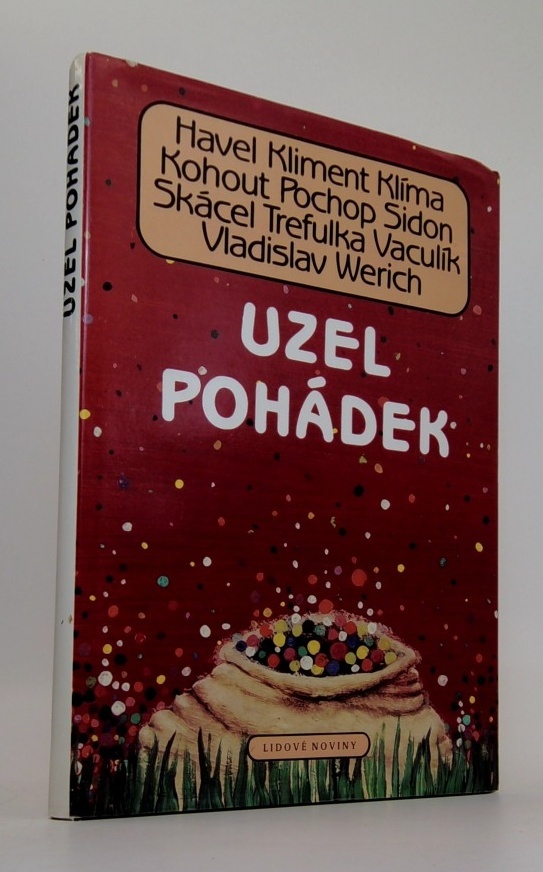 UZEL POHÁDEK
Havel Kliment Klíma
Kohout Pochop Sidon
Skácel Trefulka Vaculík
Vladislav Werich
UZEL
POHÁDEK
LIDOVÉ NOVINY